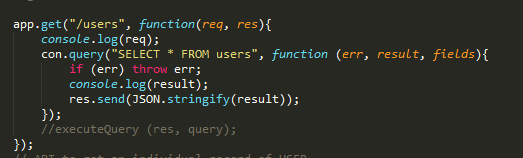 app.get("/users", function(req, res){
console.log(req);
con.query("SELECT * FROM users", function (err, result, fields){
if (err) throw err;
console.log(result);
res.send(JSON.stringify(result));
});
//executeQuery (res, query);
});
// API to get an individual record of USER